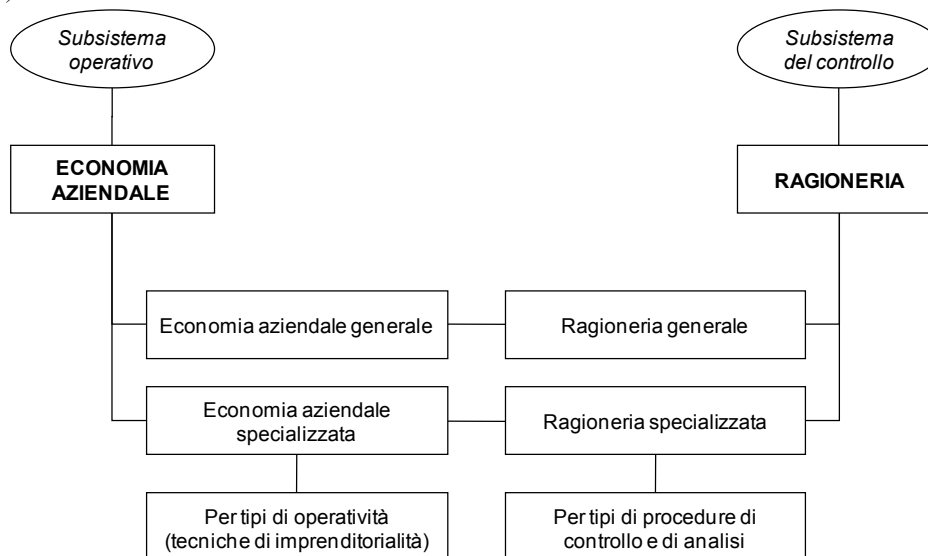 )
Subsistema
operativo
Subsistema
del controllo
ECONOMIA
AZIENDALE
RAGIONERIA
Economia aziendale generale
Ragioneria generale
Economia aziendale
specializzata
Ragioneria specializzata
Per tipi di operatività
(tecniche di imprenditorialità)
Per tipi di procedure di
controllo e di analisi